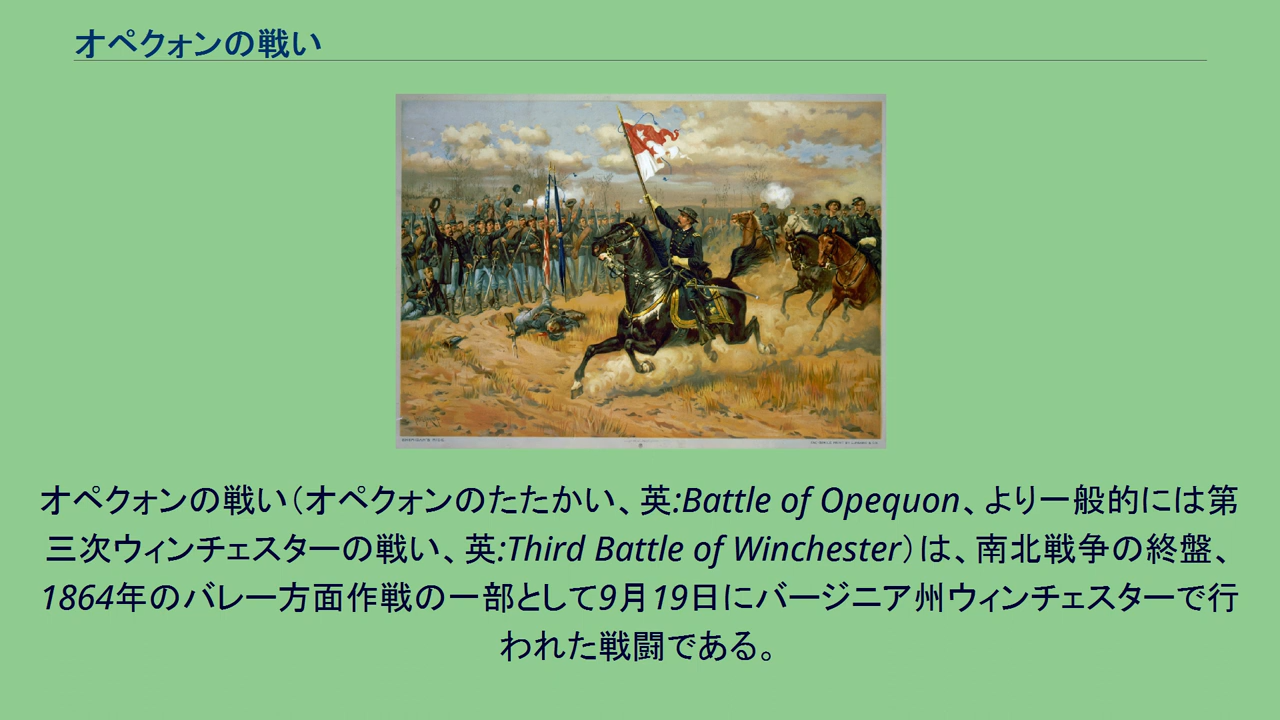 オペクォンの戦い
オペクォンの戦い（オペクォンのたたかい、英:Battle of Opequon、より一般的には第
三次ウィンチェスターの戦い、英:Third Battle of Winchester）は、南北戦争の終盤、
1864年のバレー方面作戦の一部として9月19日にバージニア州ウィンチェスターで行
われた戦闘である。